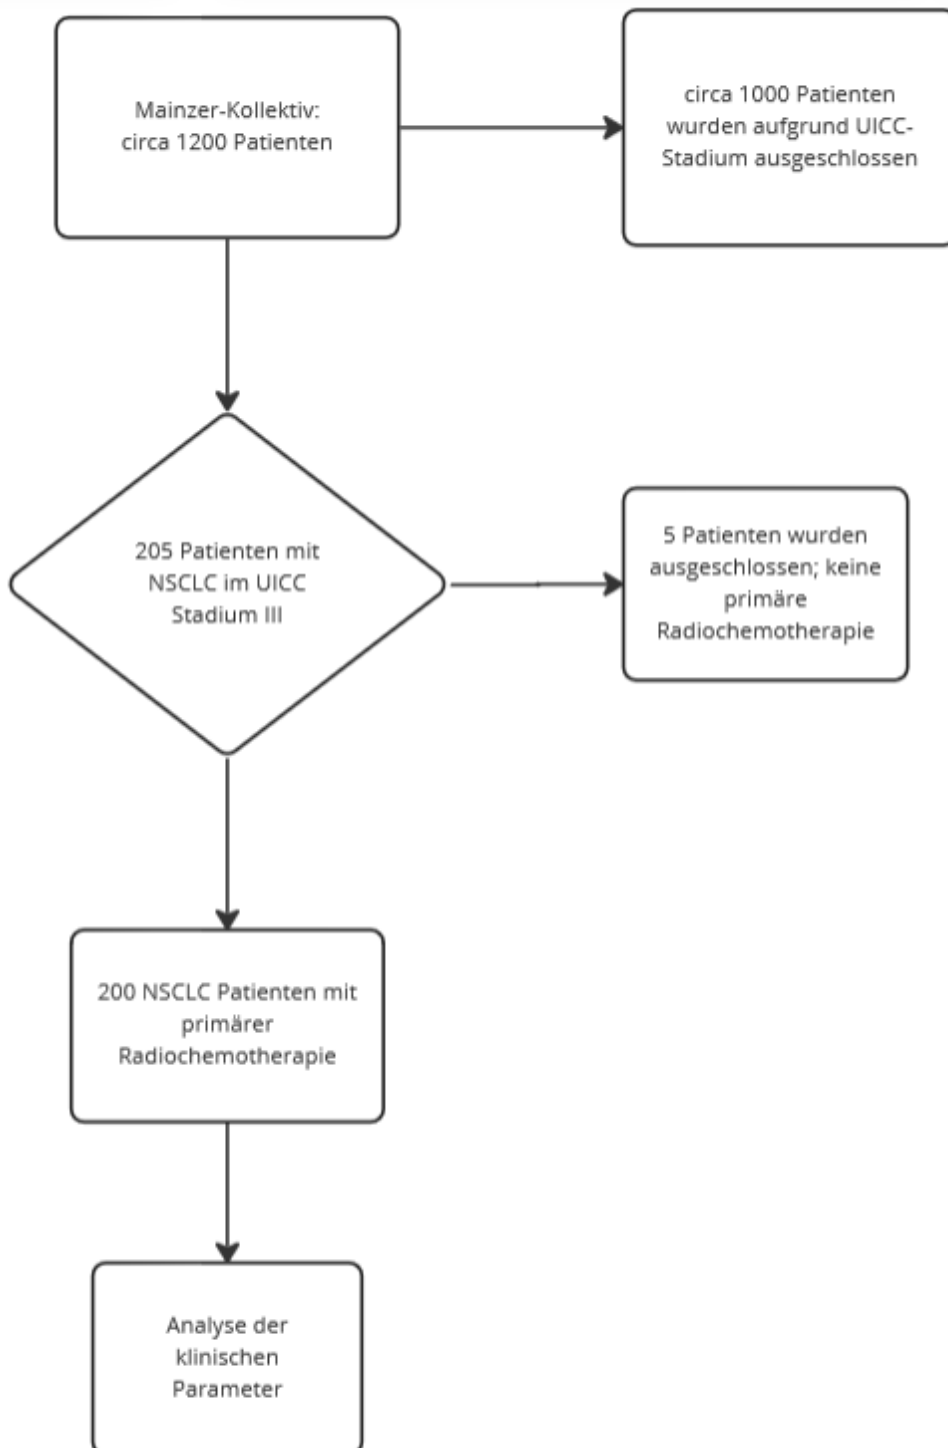 Mainzer-Kollektiv:
circa 1200 Patienten
circa 1000 Patienten
wurden aufgrund UICC-
Stadium ausgeschlossen
205 Patienten mit
NSCLC im UICC
Stadium III
5 Patienten wurden
ausgeschlossen; keine
primäre
Radiochemotherapie
200 NSCLC Patienten mit
primärer
Radiochemotherapie
Analyse der
klinischen
Parameter